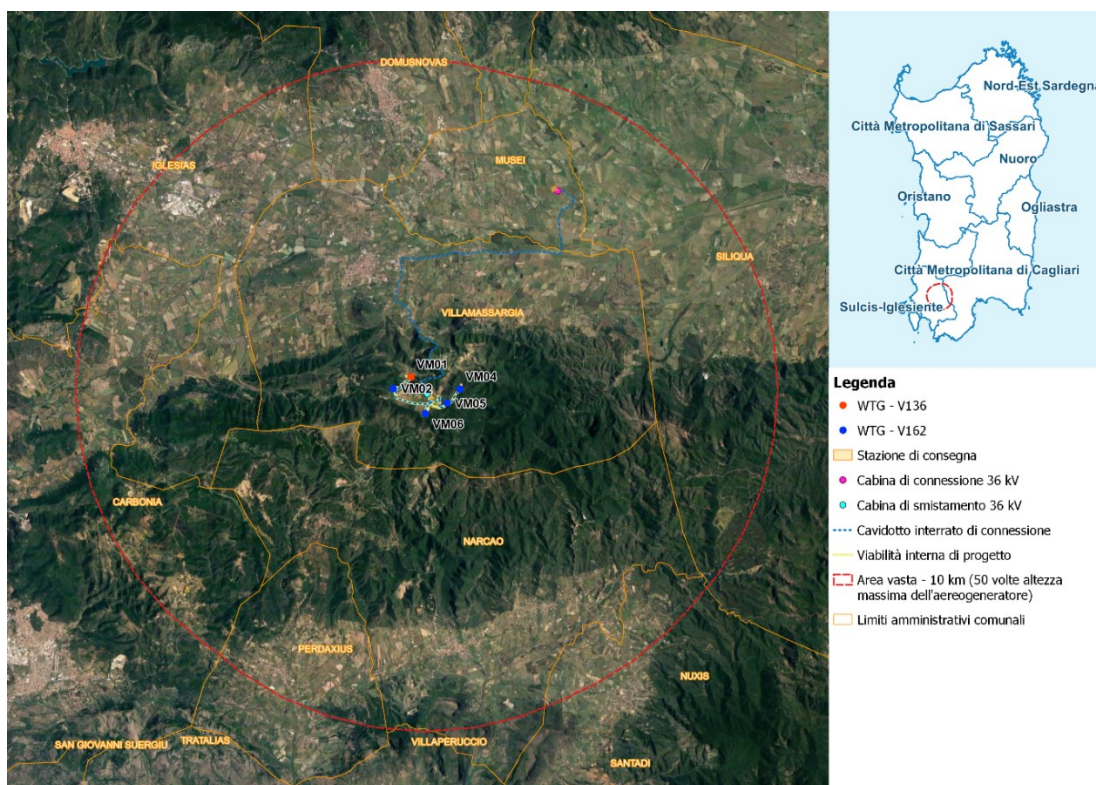 DOMUSNOVAS
IGLESIAS
MUSEI
SILIQUA
VILLAMASSARGIA
VM01
VM02
VM04
VM05
VM06
CARBONIA
NARCAO
PERDAXIUS
NUXIS
SAN GIOVANNI SUERGIU
TRATALIAS
VILLAPERUCCIO
SANTADI
Nord-Est Sardegna
Città Metropolitana di Sassari
Nuoro
Oristano
Ogliastra
Città Metropolitana di Cagliari
Sulcis-Iglesiente
Legenda
WTG - V136
WTG - V162
Stazione di consegna
Cabina di connessione 36 kV
Cabina di smistamento 36 kV
Cavidotto interrato di connessione
Viabilità interna di progetto
Area vasta - 10 km (50 volte altezza
massima dell'aereogeneratore)
Limiti amministrativi comunali